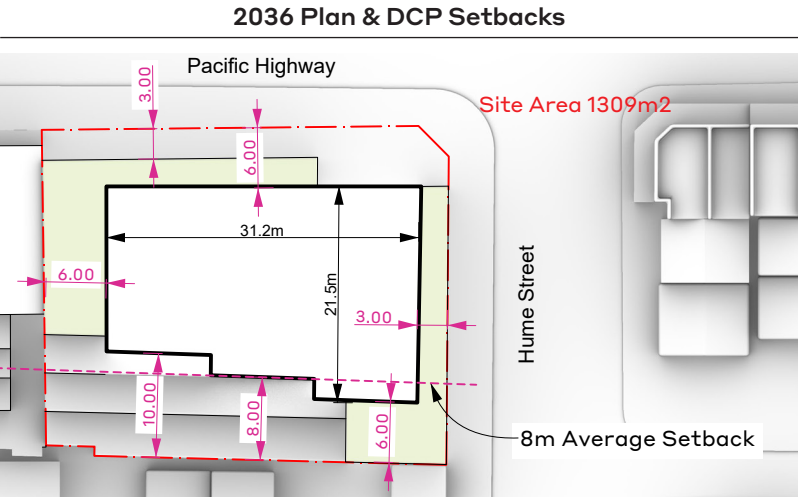 2036 Plan & DCP Setbacks
Pacific Highway
Site Area 1309m2
3.00
6.00
31.2m
21.5m
6.00
3.00
Hume Street
10.00
8.00
6.00
8m Average Setback